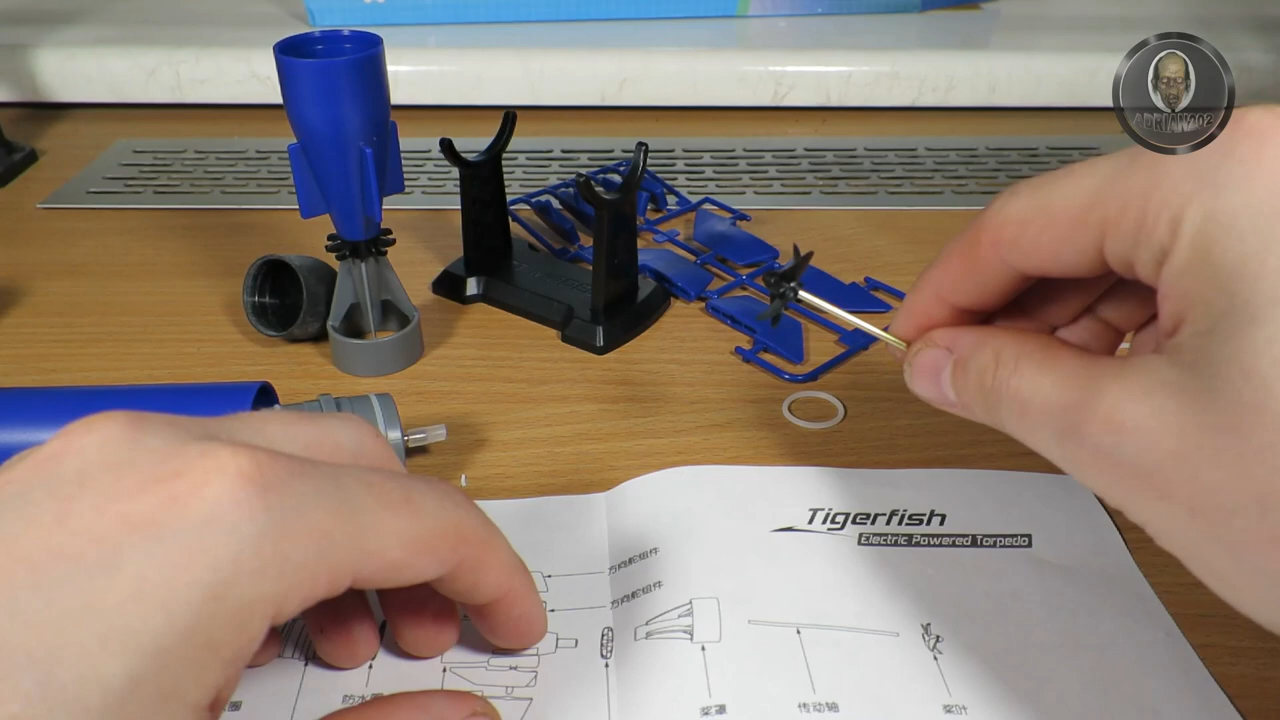 ADRIAN202
Tigerfish
Electric Powered Torpedo
方向舵组件
方向舵组件
防水
圈
桨罩
传动轴
桨叶